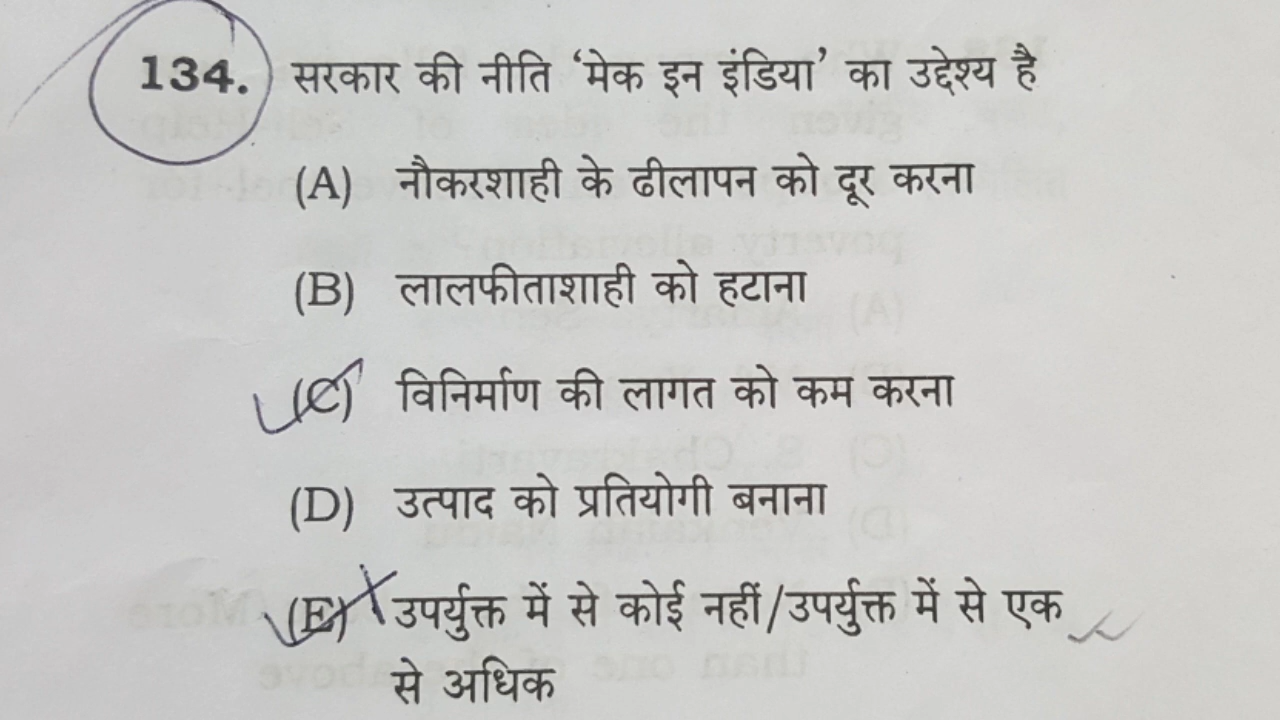 134. सरकार की नीति ‘मेक इन इंडिया’ का उद्देश्य है
(A) नौकरशाही के ढीलापन को दूर करना
(B) लालफीताशाही को हटाना
(C) विनिर्माण की लागत को कम करना
(D) उत्पाद को प्रतियोगी बनाना
(E) उपर्युक्त में से कोई नहीं/उपर्युक्त में से एक
से अधिक